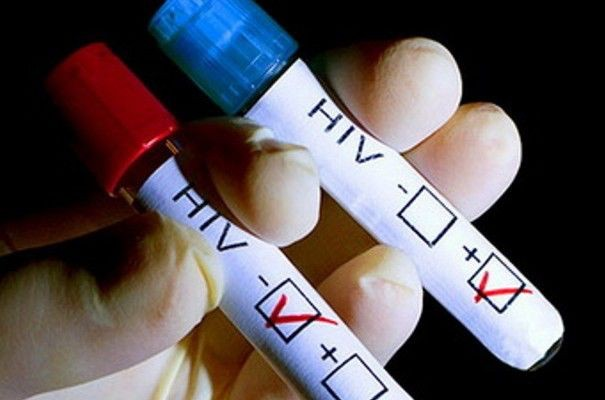 HIV
- ☑
+ ☐
HIV
- ☐
+ ☑